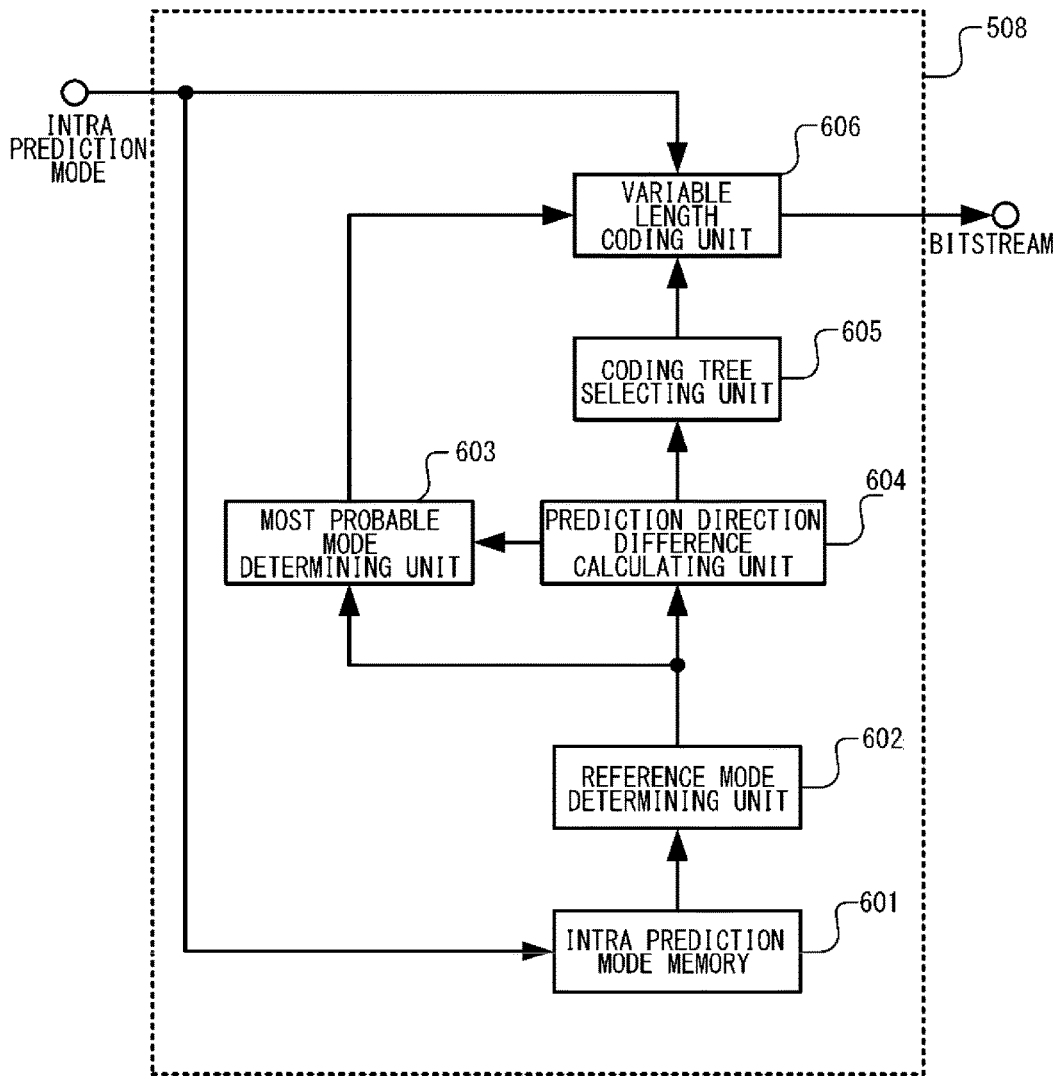 508
INTRA
PREDICTION
MODE
606
VARIABLE
LENGTH
CODING UNIT
BITSTREAM
605
CODING TREE
SELECTING UNIT
603
MOST PROBABLE
MODE
DETERMINING UNIT
604
PREDICTION DIRECTION
DIFFERENCE
CALCULATING UNIT
602
REFERENCE MODE
DETERMINING UNIT
601
INTRA PREDICTION
MODE MEMORY